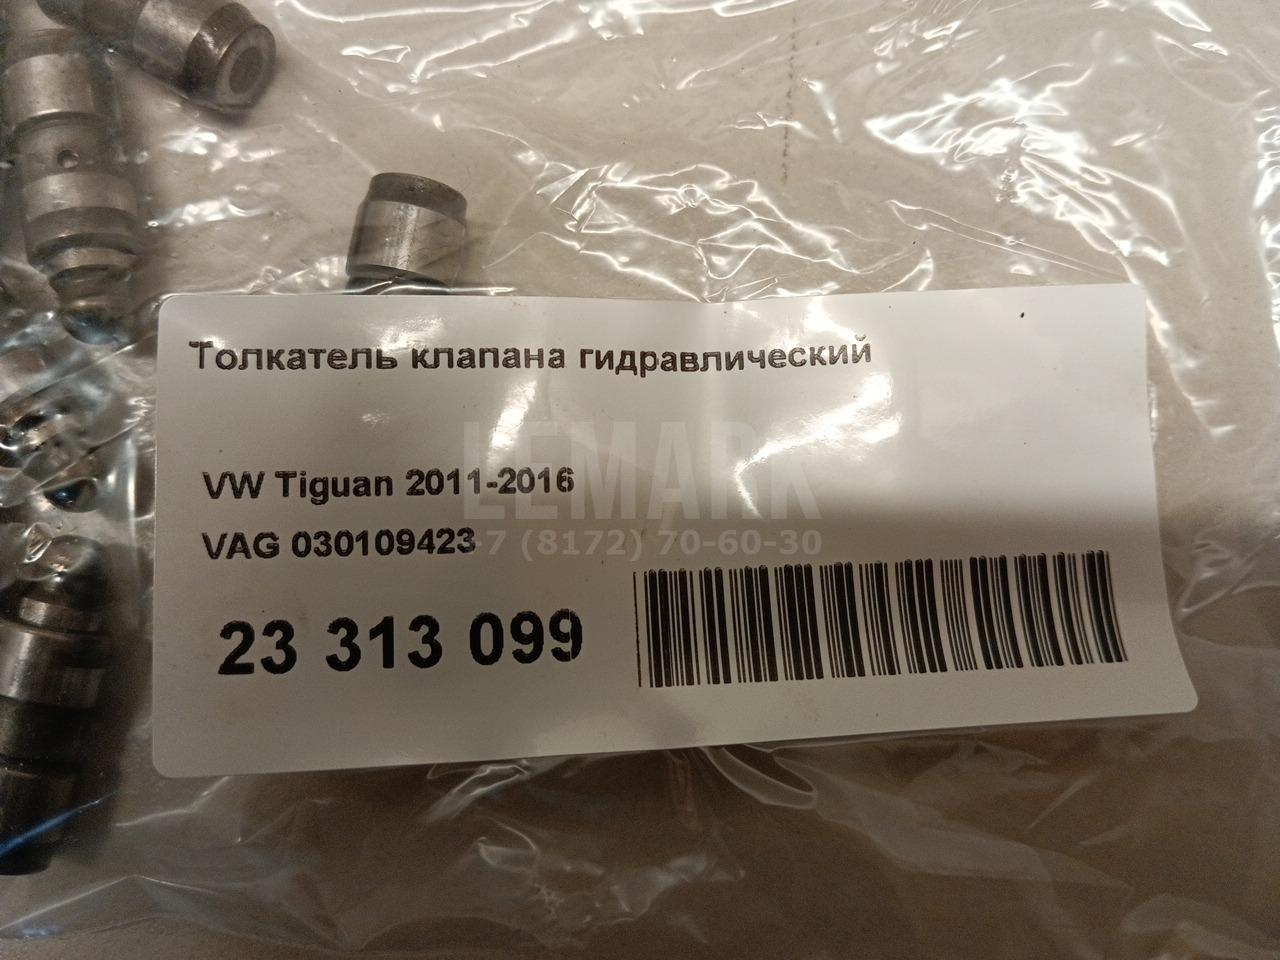 Толкатель клапана гидравлический
LEMARK
VW Tiguan 2011-2016
VAG 030109423
+7 (8172) 70-60-30
23 313 099